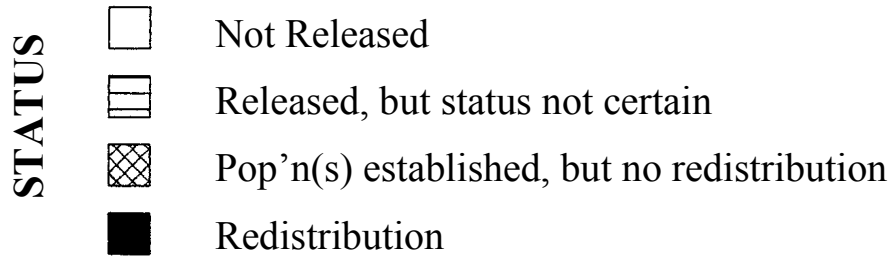 STATUS
Not Released
Released, but status not certain
Pop’n(s) established, but no redistribution
Redistribution